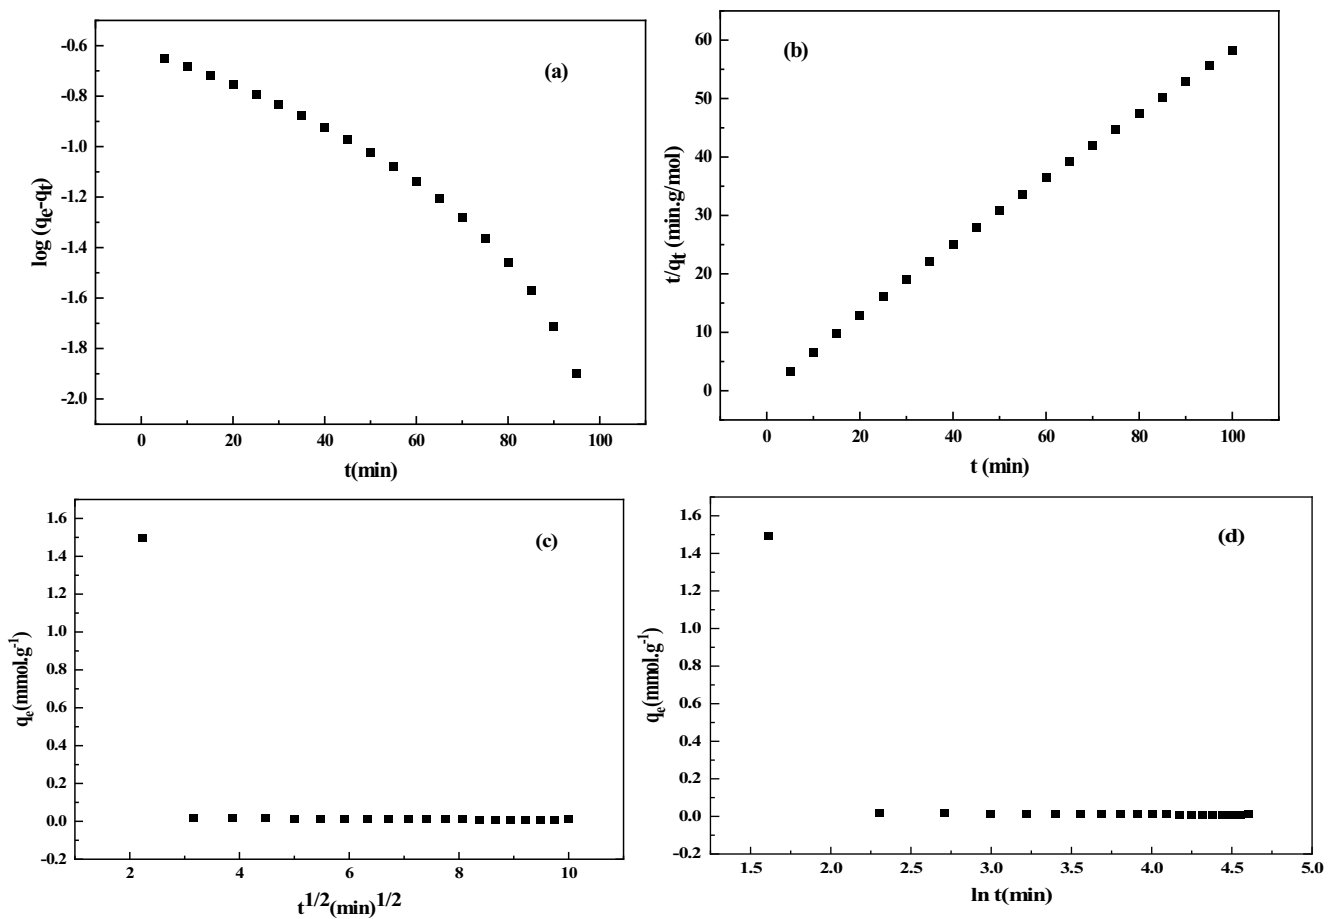 (a)
-0.6
-0.8
-1.0
-1.2
-1.4
-1.6
-1.8
-2.0
log (qe-qt)
0 20 40 60 80 100
t(min)
(b)
60
50
40
30
20
10
0
t/qt (min.g/mol)
0 20 40 60 80 100
t (min)
(c)
1.6
1.4
1.2
1.0
0.8
0.6
0.4
0.2
0.0
-0.2
qe(mmol.g-1)
2 4 6 8 10
t1/2(min)1/2
(d)
1.6
1.4
1.2
1.0
0.8
0.6
0.4
0.2
0.0
-0.2
qe(mmol.g-1)
1.5 2.0 2.5 3.0 3.5 4.0 4.5 5.0
ln t(min)